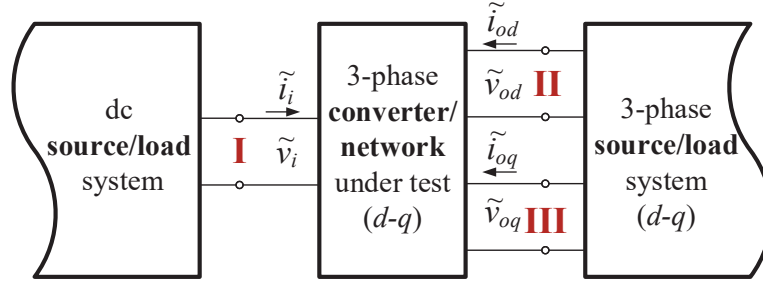 dc
source/load
system
ĩ_i
I
ṽ_i
3-phase
converter/
network
under test
(d-q)
ĩ_od
ṽ_od II
ĩ_oq
ṽ_oq III
3-phase
source/load
system
(d-q)